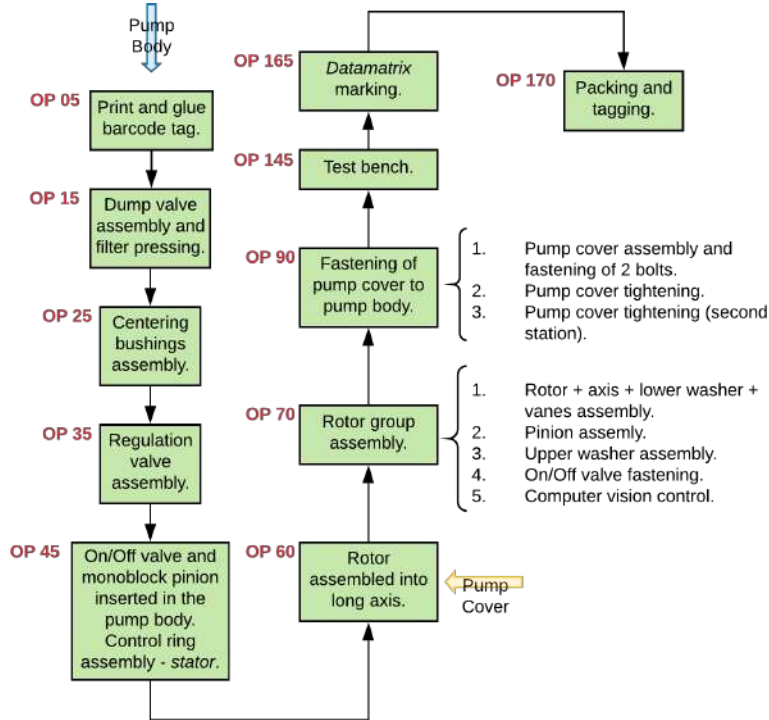 Pump
Body
OP 05
Print and glue
barcode tag.
OP 15
Dump valve
assembly and
filter pressing.
OP 25
Centering
bushings
assembly.
OP 35
Regulation
valve
assembly.
OP 45
On/Off valve and
monoblock pinion
inserted in the
pump body.
Control ring
assembly - stator.
OP 60
Rotor
assembled into
long axis.
Pump
Cover
OP 70
Rotor group
assembly.
1. Rotor + axis + lower washer +
vanes assembly.
2. Pinion assemly.
3. Upper washer assembly.
4. On/Off valve fastening.
5. Computer vision control.
OP 90
Fastening of
pump cover to
pump body.
1. Pump cover assembly and
fastening of 2 bolts.
2. Pump cover tightening.
3. Pump cover tightening (second
station).
OP 145
Test bench.
OP 165
Datamatrix
marking.
OP 170
Packing and
tagging.